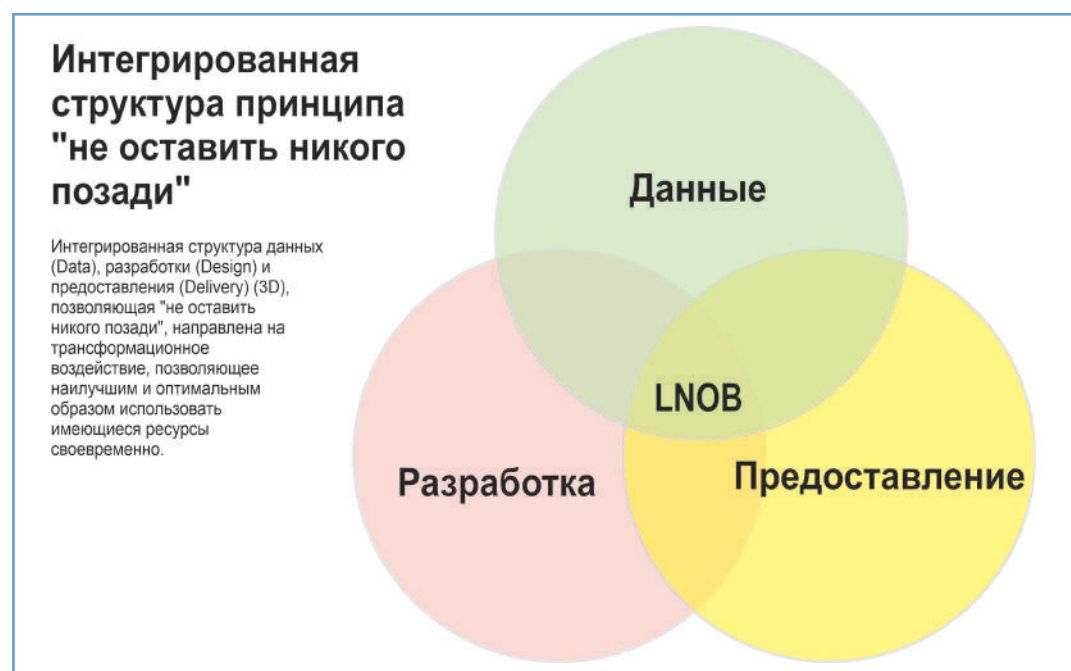 Интегрированная
структура принципа
"не оставить никого
позади"
Интегрированная структура данных
(Data), разработки (Design) и
предоставления (Delivery) (3D),
позволяющая "не оставить
никого позади", направлена на
трансформационное
воздействие, позволяющее
наилучшим и оптимальным
образом использовать
имеющиеся ресурсы
своевременно.
Данные
LNOB
Разработка
Предоставление